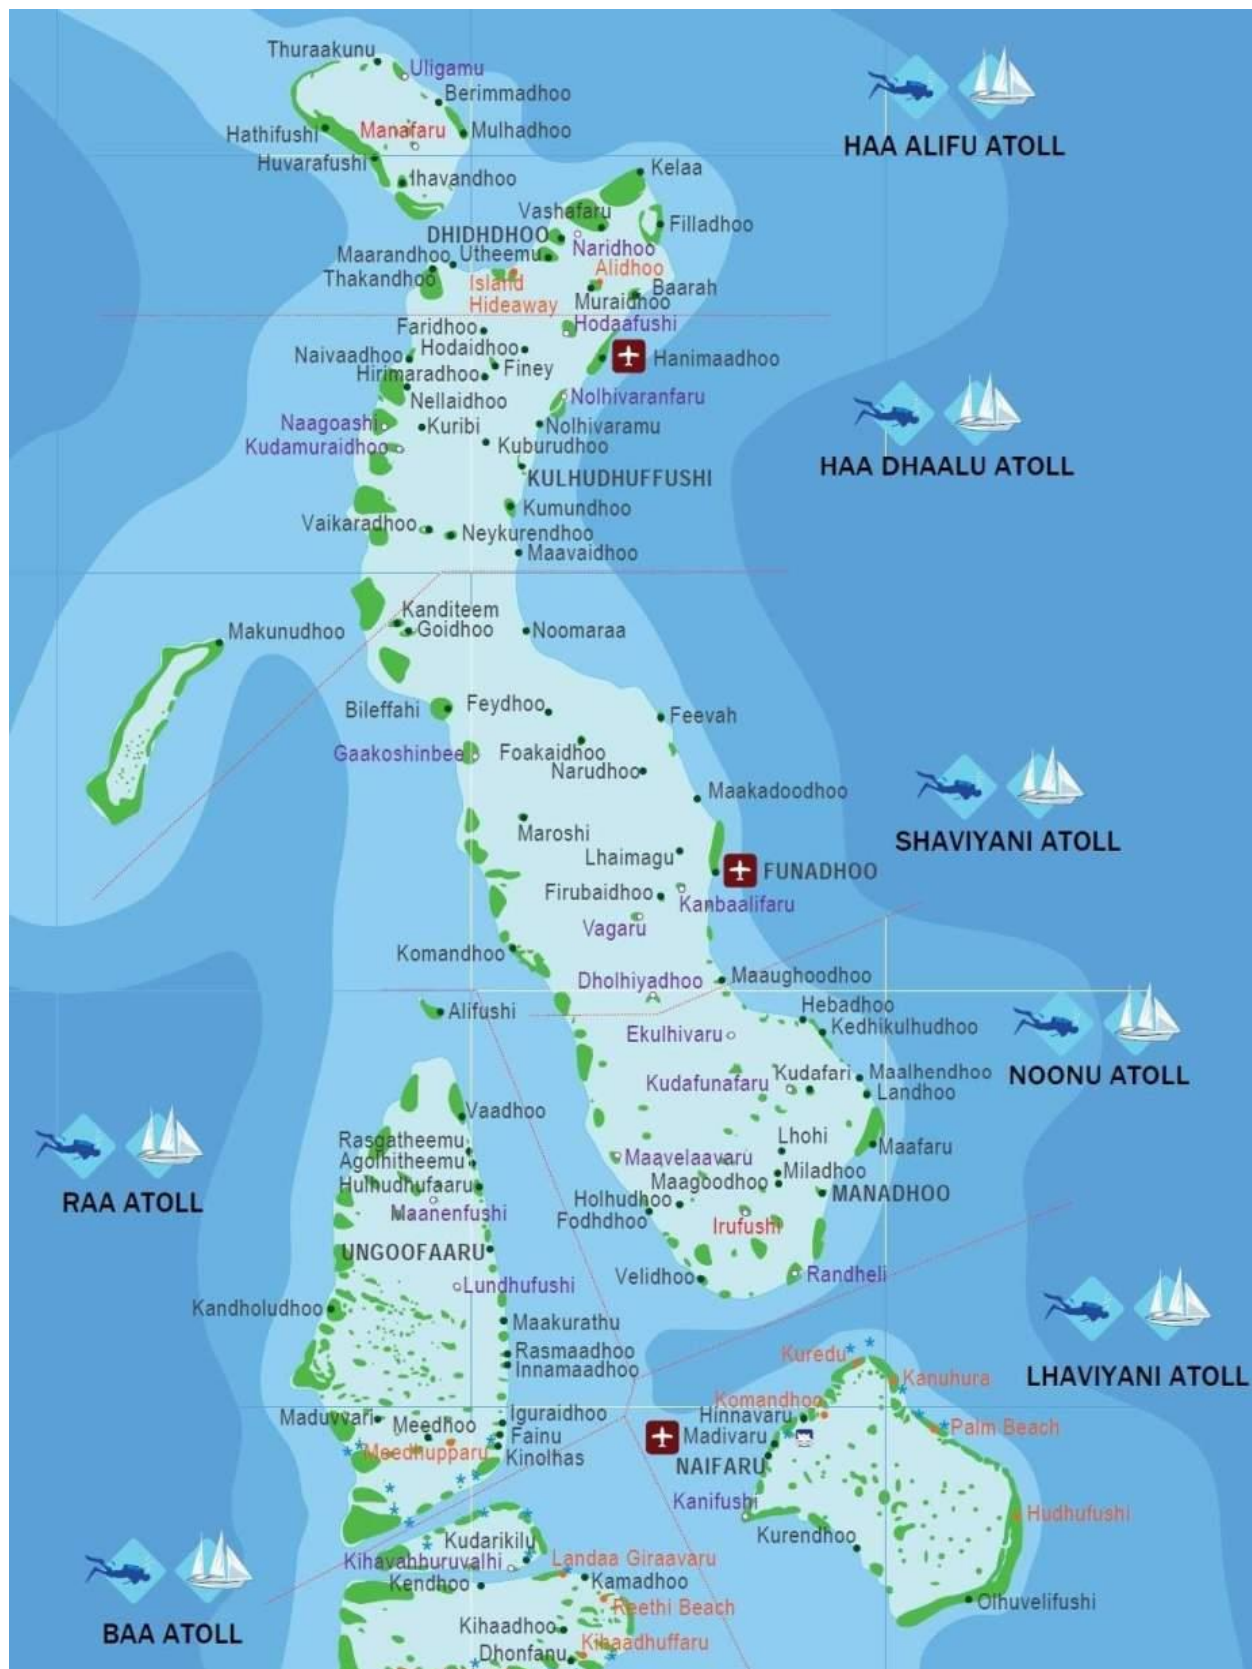 Thuraakunu
Uligamu
Berimmadhoo
Hathifushi
Manafaru
Mulhadhoo
HAA ALIFU ATOLL
Huvarafushi
Ihavandhoo
Kelaa
Vashafaru
Filladhoo
DHIDHDHOO
Naridhoo
Maarandhoo
Utheemu
Alidhoo
Thakandhoo
Island
Hideaway
Baarah
Muraidhoo
Hodaafushi
Faridhoo
Hodaidhoo
Naivaadhoo
Hanimaadhoo
Finey
Hirimaradhoo
Nellaidhoo
Nolhivaranfaru
Naagoashi
Kuribi
Nolhivaramu
Kudamuraidhoo
Kuburudhoo
HAA DHAALU ATOLL
KULHUDHUFFUSHI
Kumundhoo
Vaikaradhoo
Neykurendhoo
Maavaidhoo
Kanditeem
Goidhoo
Noomaraa
Makunudhoo
Bileffahi
Feydhoo
Feevah
Gaakoshinbee
Foakaidhoo
Narudhoo
Maakadoodhoo
Maroshi
SHAVIYANI ATOLL
Lhaimagu
FUNADHOO
Firubaidhoo
Kanbaalifaru
Vagaru
Komandhoo
Dholhiyadhoo
Maaughoodhoo
Alifushi
Hebadhoo
Kedhikulhudhoo
Ekulhivaru
Kudafari
Maalhendhoo
NOONU ATOLL
Kudafunafaru
Landhoo
Vaadhoo
Rasgatheemu
Lhohi
Maafaru
Agolhitheemu
Maavelaavaru
Miladhoo
Hulhudhufaaru
Maagoodhoo
MANADHOO
RAA ATOLL
Holhudhoo
Maanenfushi
Fodhdhoo
Irufushi
UNGOOFAARU
Velidhoo
Randheli
Lundhufushi
Kandholudhoo
Maakurathu
Rasmaadhoo
Kuredu
Innamaadhoo
Kanuhura
LHAVIYANI ATOLL
Komandhoo
Maduvvari
Meedhoo
Iguraidhoo
Hinnavaru
Palm Beach
Fainu
Madivaru
Meedhupparu
Kinolhas
NAIFARU
Kanifushi
Hudhufushi
Kudarikilu
Kurendhoo
Kihavahhuruvalhi
Landaa Giraavaru
Kendhoo
Kamadhoo
Olhuvelifushi
Reethi Beach
BAA ATOLL
Kihaadhoo
Kihaadhuffaru
Dhonfanu